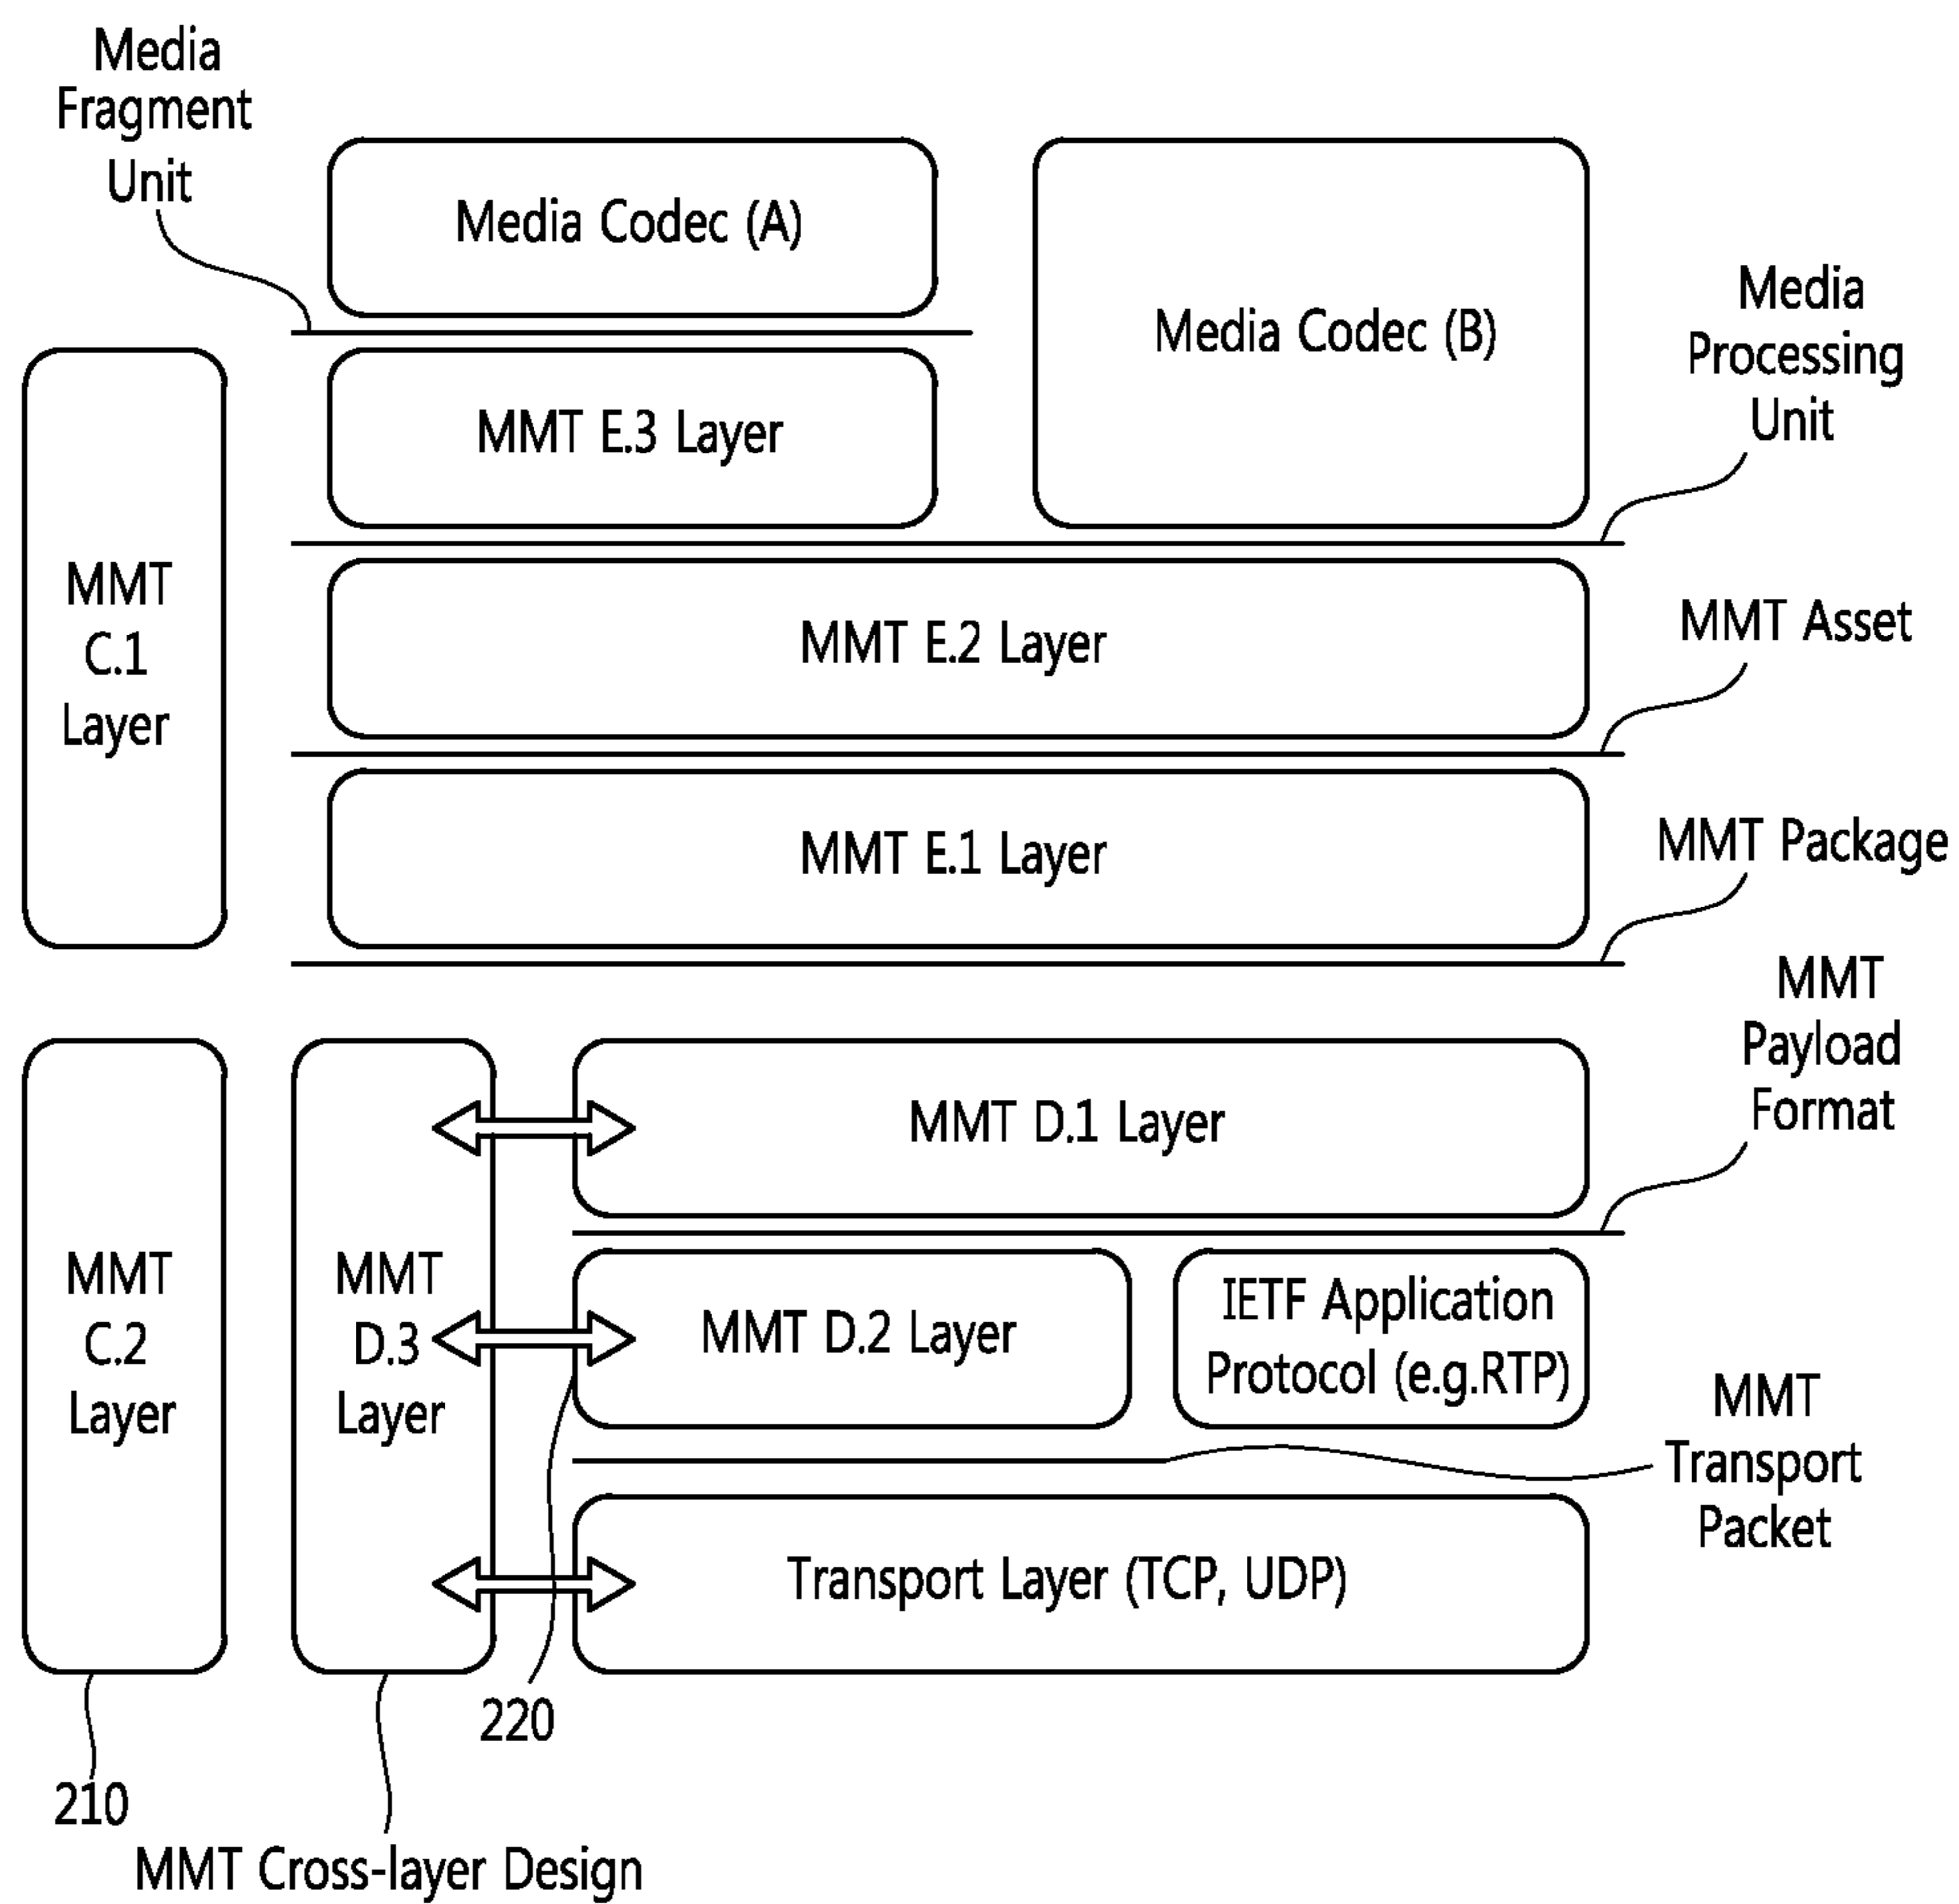 Media
Fragment
Unit
Media Codec (A)
Media Codec (B)
Media
Processing
Unit
MMT E.3 Layer
MMT
C.1
Layer
MMT E.2 Layer
MMT Asset
MMT E.1 Layer
MMT Package
MMT
Payload
Format
MMT D.1 Layer
MMT
C.2
Layer
MMT
D.3
Layer
MMT D.2 Layer
IETF Application
Protocol (e.g.RTP)
MMT
Transport
Packet
Transport Layer (TCP, UDP)
220
210
MMT Cross-layer Design